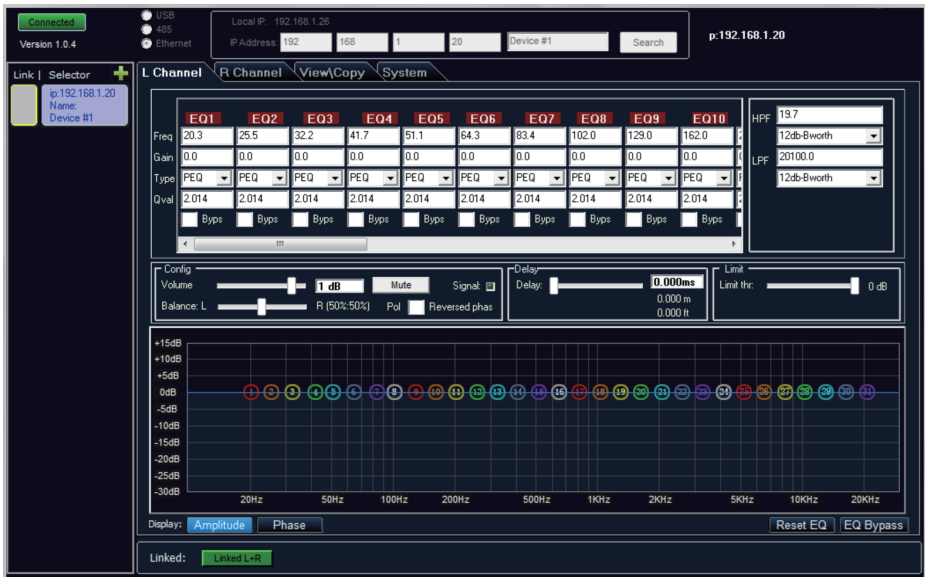 Connected
Version 1.0.4
USB
485
Ethernet
Local IP: 192.168.1.26
IP Address: 192 168 1 20 Device #1 Search
p:192.168.1.20
Link | Selector
ip:192.168.1.20
Name:
Device #1
L Channel R Channel View\Copy System
EQ1 EQ2 EQ3 EQ4 EQ5 EQ6 EQ7 EQ8 EQ9 EQ10
Freq 20.3 25.5 32.2 41.7 51.1 64.3 83.4 102.0 129.0 162.0
Gain 0.0 0.0 0.0 0.0 0.0 0.0 0.0 0.0 0.0 0.0
Type PEQ PEQ PEQ PEQ PEQ PEQ PEQ PEQ PEQ PEQ
Qval 2.014 2.014 2.014 2.014 2.014 2.014 2.014 2.014 2.014 2.014
Byps Byps Byps Byps Byps Byps Byps Byps Byps Byps
HPF 19.7
12db-Bworth
LPF 20100.0
12db-Bworth
Config
Volume 1 dB Mute Signal:
Balance: L R (50%:50%) Pol Reversed phas
Delay
Delay: 0.000ms
0.000 m
0.000 ft
Limit
Limit thr: 0 dB
+15dB
+10dB
+5dB
0dB 1 2 3 4 5 6 7 8 9 10 11 12 13 14 15 16 17 18 19 20 21 22 23 24 25 26 27 28 29 30 31
-5dB
-10dB
-15dB
-20dB
-25dB
-30dB
20Hz 50Hz 100Hz 200Hz 500Hz 1KHz 2KHz 5KHz 10KHz 20KHz
Display: Amplitude Phase Reset EQ EQ Bypass
Linked: Linked L+R